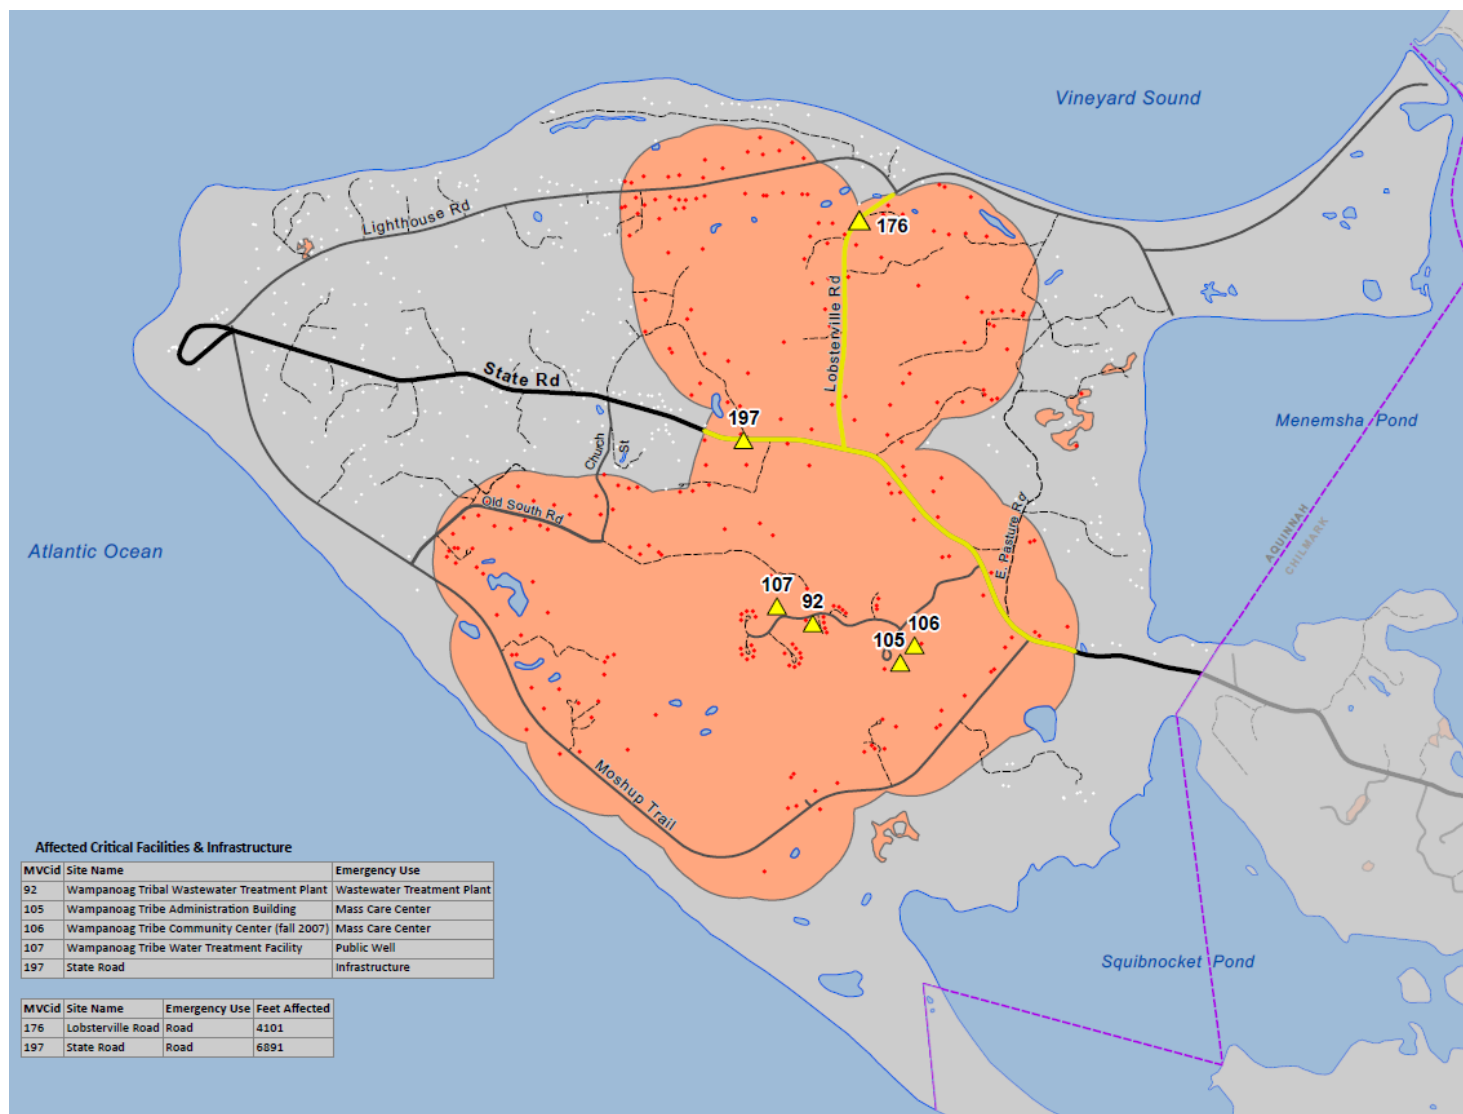 Vineyard Sound
Lighthouse Rd
176
Lobsterville Rd
State Rd
197
Menemsha Pond
Church
St
Old South Rd
AQUINNAH
CHILMARK
Atlantic Ocean
E. Pasture Rd
107
92
106
105
Moshup Trail
Squibnocket Pond
Affected Critical Facilities & Infrastructure
MVCid Site Name Emergency Use
92 Wampanoag Tribal Wastewater Treatment Plant Wastewater Treatment Plant
105 Wampanoag Tribe Administration Building Mass Care Center
106 Wampanoag Tribe Community Center (fall 2007) Mass Care Center
107 Wampanoag Tribe Water Treatment Facility Public Well
197 State Road Infrastructure
MVCid Site Name Emergency Use Feet Affected
176 Lobsterville Road Road 4101
197 State Road Road 6891